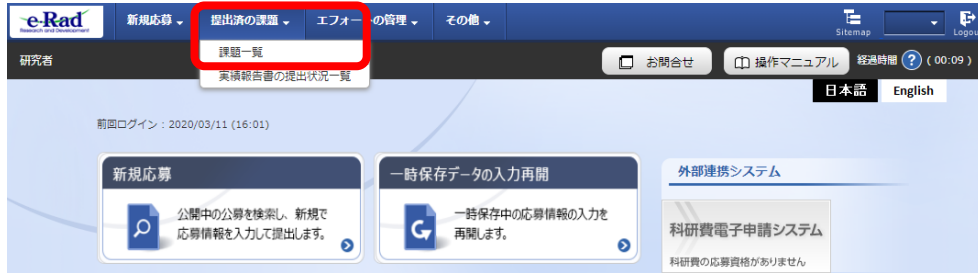 e-Rad
Research and Development
新規応募
提出済の課題
エフォートの管理
その他
Sitemap
Logou
課題一覧
実績報告書の提出状況一覧
研究者
お問合せ
操作マニュアル
経過時間 ? ( 00:09 )
日本語
English
前回ログイン : 2020/03/11 (16:01)
新規応募
公開中の公募を検索し、新規で
応募情報を入力して提出します。
一時保存データの入力再開
一時保存中の応募情報の入力を
再開します。
外部連携システム
科研費電子申請システム
科研費の応募資格がありません